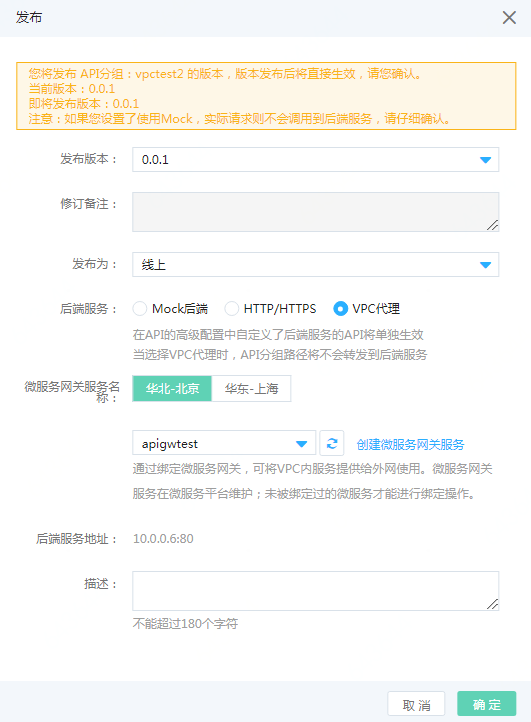 发布
您将发布 API分组：vpctest2 的版本，版本发布后将直接生效，请您确认。
当前版本：0.0.1
即将发布版本：0.0.1
注意：如果您设置了使用Mock，实际请求则不会调用到后端服务，请仔细确认。
发布版本：
0.0.1
修订备注：
发布为：
线上
后端服务：
Mock后端 HTTP/HTTPS VPC代理
在API的高级配置中自定义了后端服务的API将单独生效
当选择VPC代理时，API分组路径将不会转发到后端服务
微服务网关服务名
称：
华北-北京 华东-上海
apigwtest 创建微服务网关服务
通过绑定微服务网关，可将VPC内服务提供给外网使用。微服务网关
服务在微服务平台维护；未被绑定过的微服务才能进行绑定操作。
后端服务地址：
10.0.0.6:80
描述：
不能超过180个字符
取 消 确 定